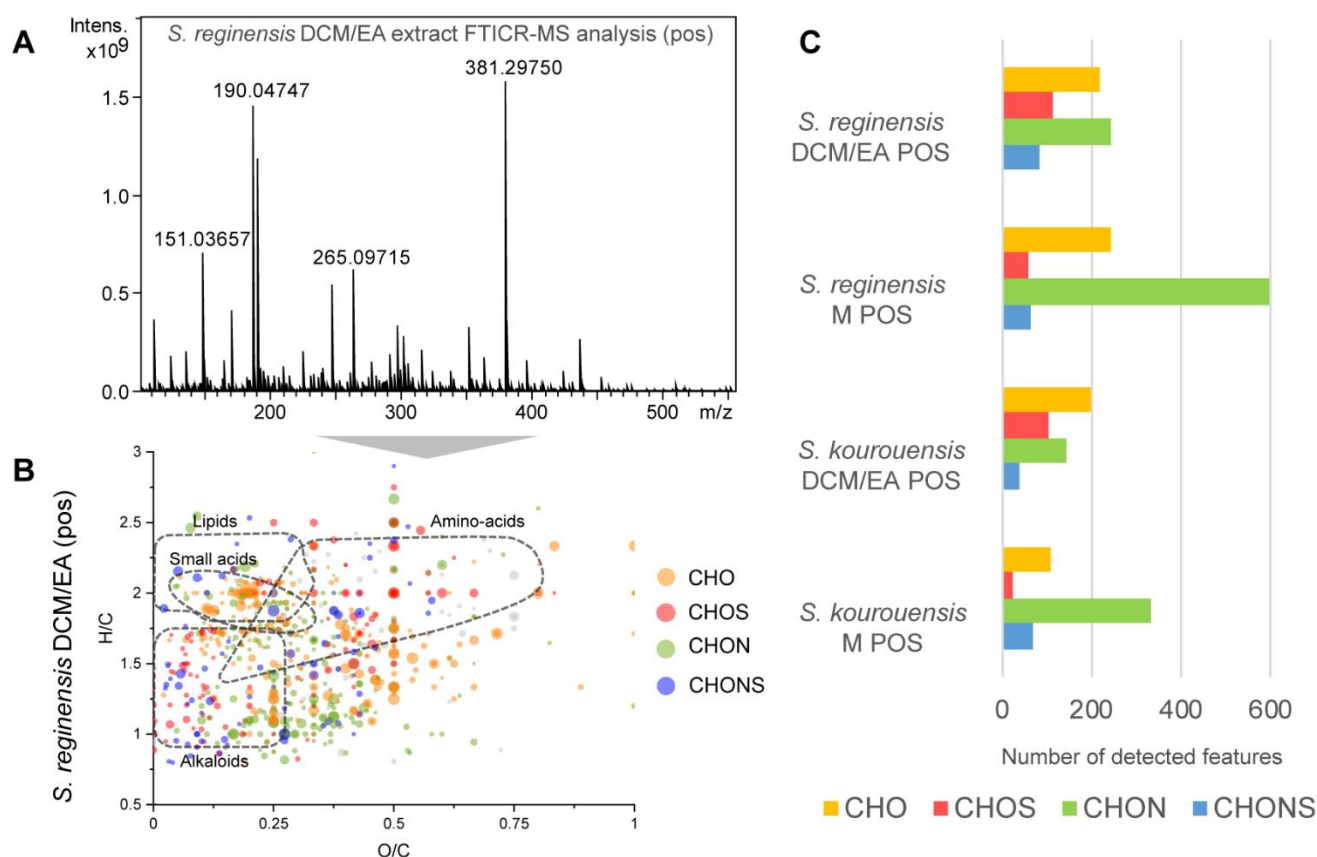 A
Intens.
x10⁹
S. reginensis DCM/EA extract FTICR-MS analysis (pos)
381.29750
190.04747
151.03657
265.09715
1.5
1.0
0.5
0.0
200
300
400
500
m/z
B
S. reginensis DCM/EA (pos)
H/C
3
2.5
2
1.5
1
0.5
Lipids
Small acids
Amino-acids
Alkaloids
0
0.25
0.5
0.75
1
O/C
CHO
CHOS
CHON
CHONS
C
S. reginensis
DCM/EA POS
S. reginensis
M POS
S. kourouensis
DCM/EA POS
S. kourouensis
M POS
0
200
400
600
Number of detected features
CHO
CHOS
CHON
CHONS